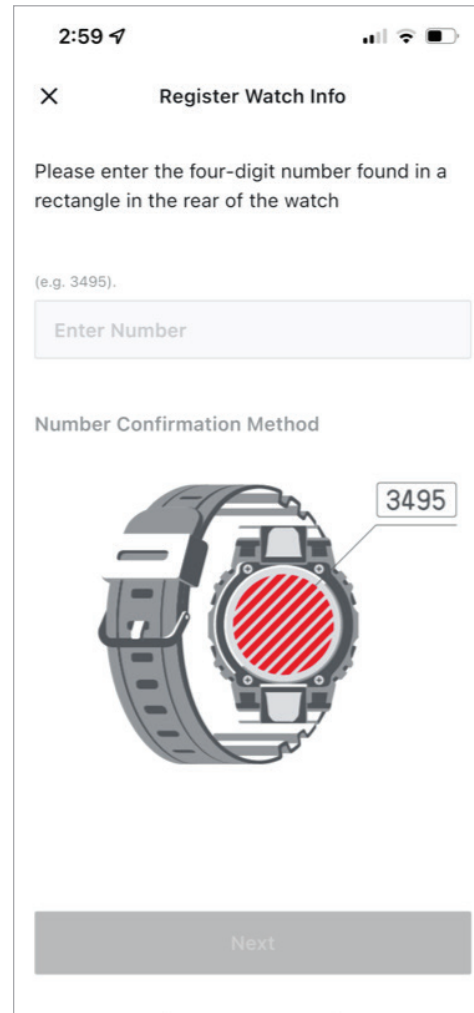 2:59
Register Watch Info
Please enter the four-digit number found in a
rectangle in the rear of the watch
(e.g. 3495).
Enter Number
Number Confirmation Method
3495
Next